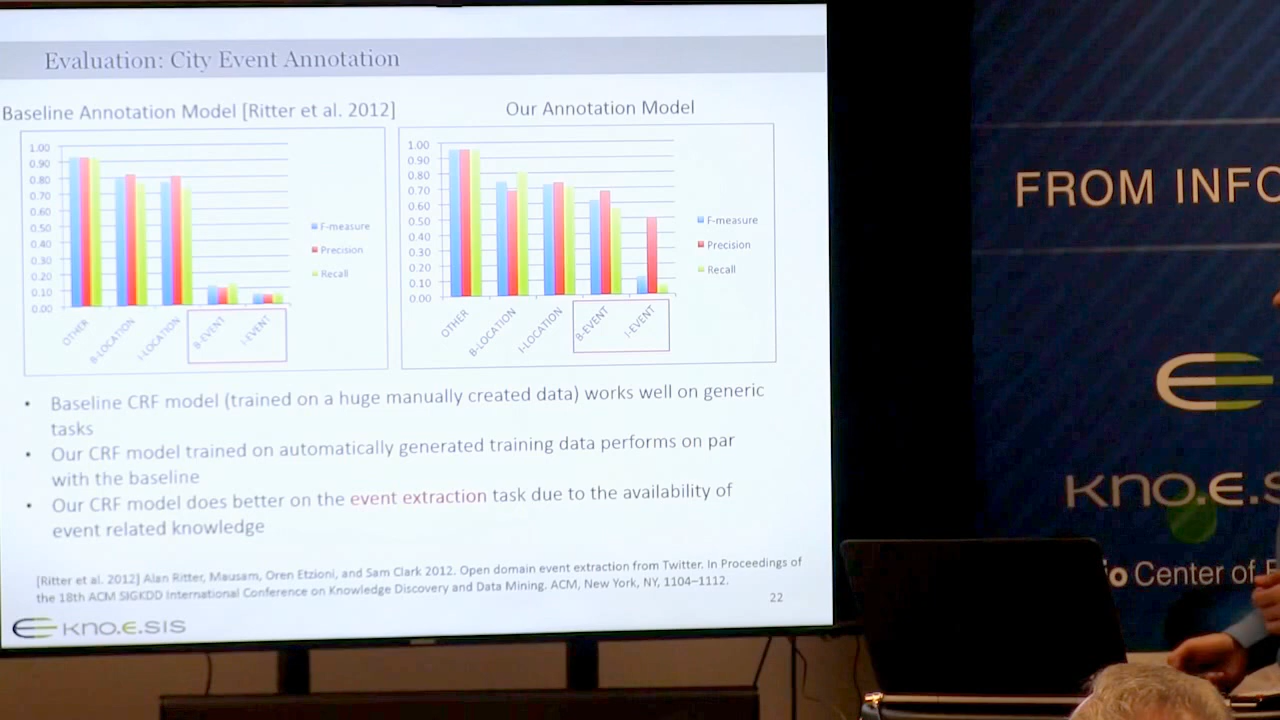 Evaluation: City Event Annotation
Baseline Annotation Model [Ritter et al. 2012]
Our Annotation Model
1.00
0.90
0.80
0.70
0.60
0.50
0.40
0.30
0.20
0.10
0.00
OTHER
B-LOCATION
I-LOCATION
B-EVENT
I-EVENT
F-measure
Precision
Recall
1.00
0.90
0.80
0.70
0.60
0.50
0.40
0.30
0.20
0.10
0.00
OTHER
B-LOCATION
I-LOCATION
B-EVENT
I-EVENT
F-measure
Precision
Recall
• Baseline CRF model (trained on a huge manually created data) works well on generic
tasks
• Our CRF model trained on automatically generated training data performs on par
with the baseline
• Our CRF model does better on the event extraction task due to the availability of
event related knowledge
[Ritter et al. 2012] Alan Ritter, Mausam, Oren Etzioni, and Sam Clark 2012. Open domain event extraction from Twitter. In Proceedings of
the 18th ACM SIGKDD International Conference on Knowledge Discovery and Data Mining. ACM, New York, NY, 1104–1112.
22
kno.e.sis
FROM INFO
kno.e.s
io Center of